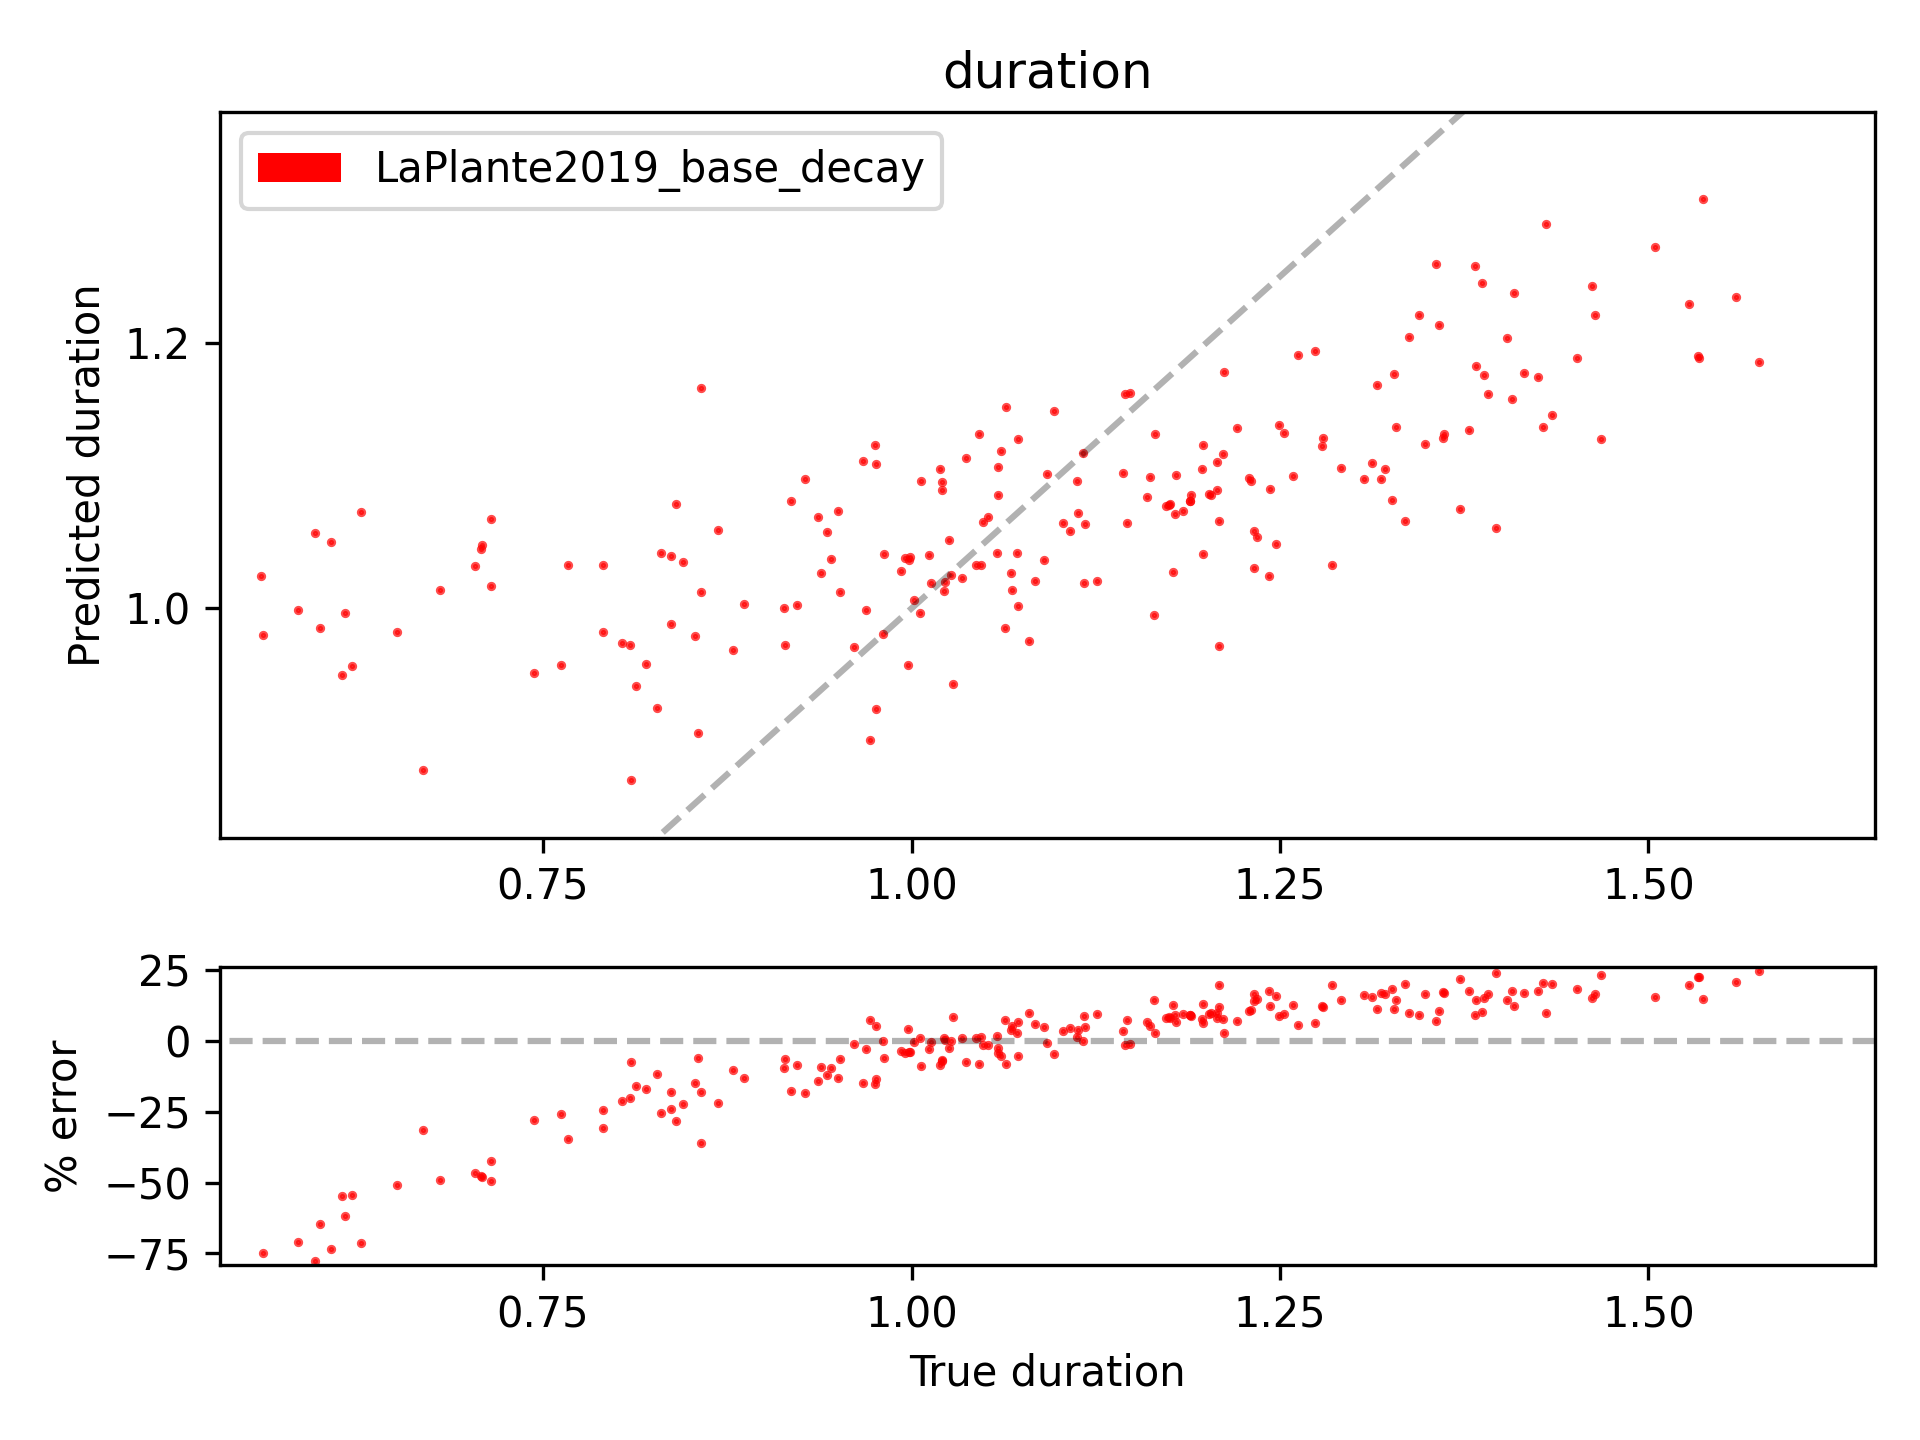 duration
LaPlante2019_base_decay
Predicted duration
1.2
1.0
0.75 1.00 1.25 1.50
% error
25
0
−25
−50
−75
0.75 1.00 1.25 1.50
True duration